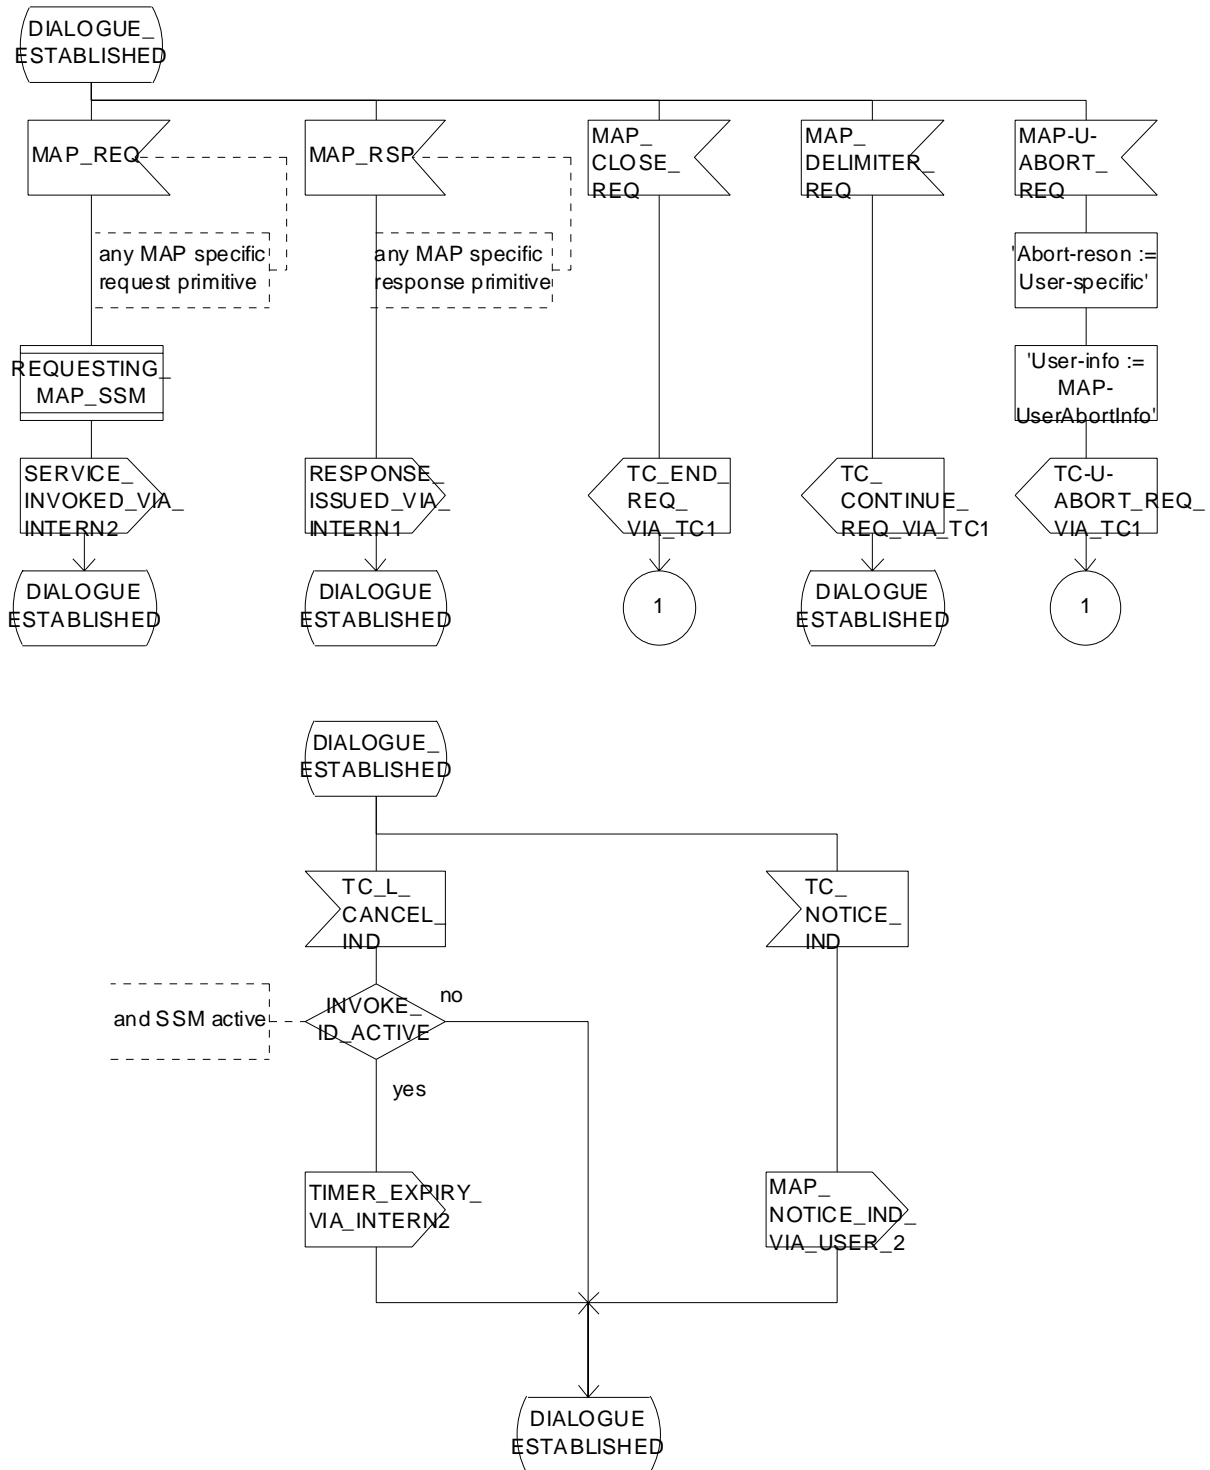 DIALOGUE_
ESTABLISHED
MAP_REQ
MAP_RSP
MAP_
CLOSE_
REQ
MAP_
DELIMITER_
REQ
MAP-U-
ABORT_
REQ
any MAP specific
request primitive
any MAP specific
response primitive
'Abort-reson :=
User-specific'
REQUESTING_
MAP_SSM
'User-info :=
MAP-
UserAbortInfo'
SERVICE_
INVOKED_VIA_
INTERN2
RESPONSE_
ISSUED_VIA_
INTERN1
TC_END_
REQ_
VIA_TC1
TC_
CONTINUE_
REQ_VIA_TC1
TC-U-
ABORT_REQ_
VIA_TC1
DIALOGUE
ESTABLISHED
DIALOGUE
ESTABLISHED
1
DIALOGUE
ESTABLISHED
1
DIALOGUE_
ESTABLISHED
TC_L_
CANCEL_
IND
TC_
NOTICE_
IND
and SSM active
INVOKE_
ID_ACTIVE
no
yes
TIMER_EXPIRY_
VIA_INTERN2
MAP_
NOTICE_IND_
VIA_USER_2
DIALOGUE
ESTABLISHED